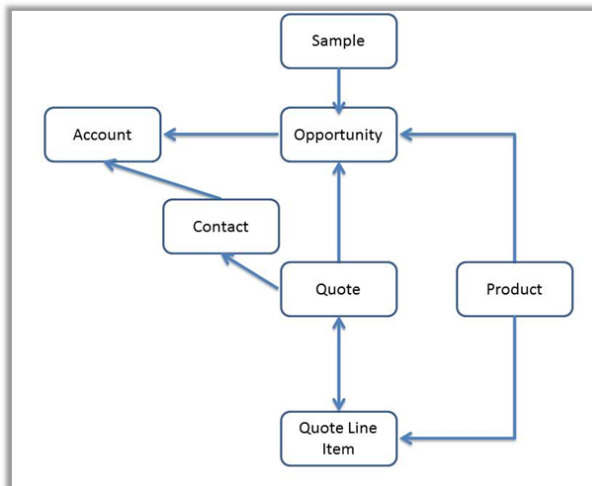 Sample
Account
Opportunity
Contact
Quote
Product
Quote Line
Item